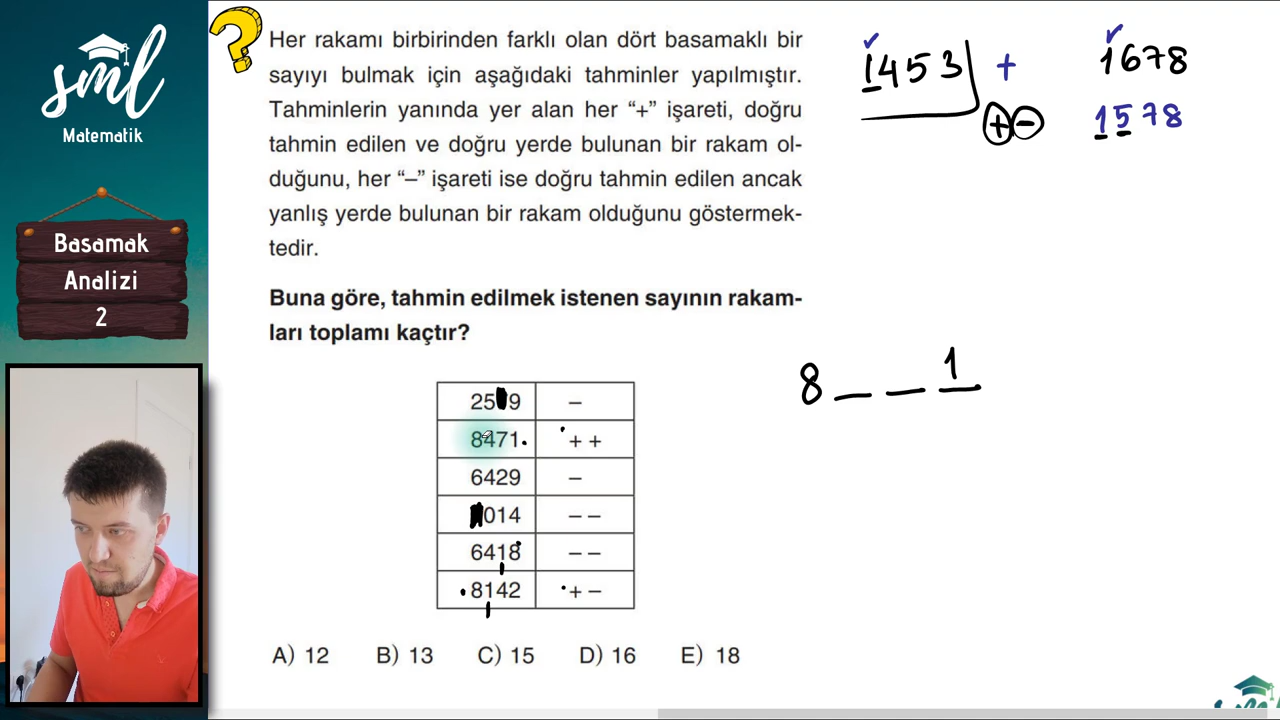 sml
Matematik
Basamak
Analizi
2
?
Her rakamı birbirinden farklı olan dört basamaklı bir
sayıyı bulmak için aşağıdaki tahminler yapılmıştır.
Tahminlerin yanında yer alan her “+” işareti, doğru
tahmin edilen ve doğru yerde bulunan bir rakam ol-
duğunu, her “–” işareti ise doğru tahmin edilen ancak
yanlış yerde bulunan bir rakam olduğunu göstermek-
tedir.
Buna göre, tahmin edilmek istenen sayının rakam-
ları toplamı kaçtır?
25 9 –
8471 + +
6429 –
014 – –
6418 – –
8142 + –
A) 12 B) 13 C) 15 D) 16 E) 18
1453 + 1678
+ – 1578
8 _ _ 1